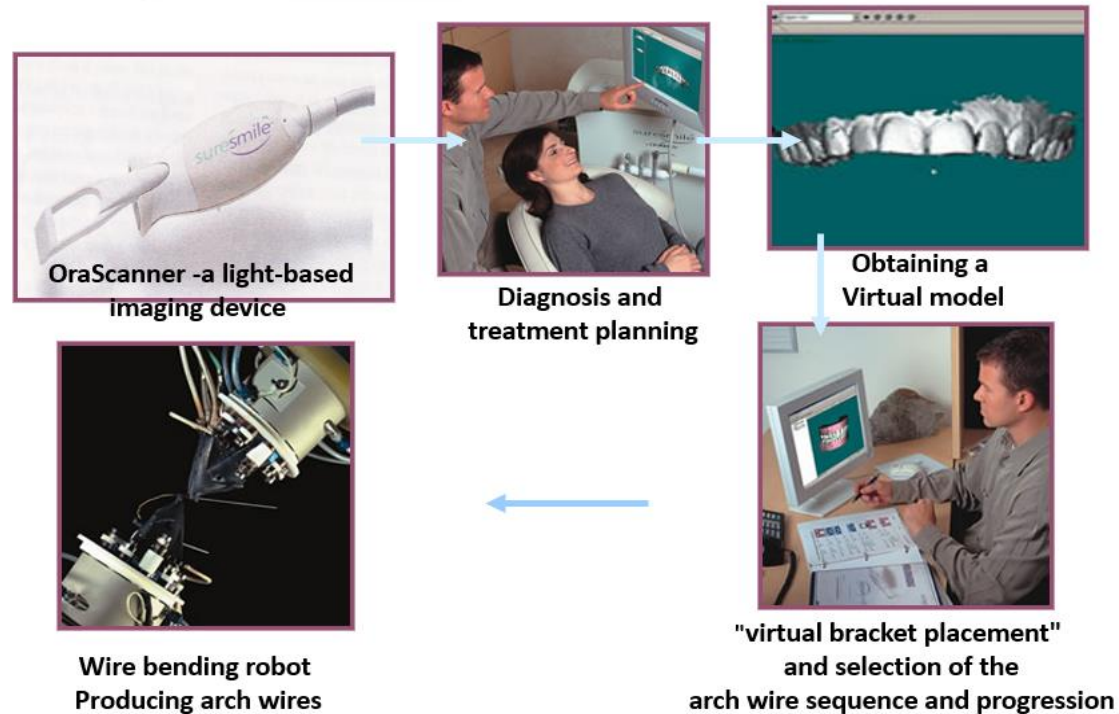 suresmile
OraScanner -a light-based
imaging device
Diagnosis and
treatment planning
Obtaining a
Virtual model
"virtual bracket placement"
and selection of the
arch wire sequence and progression
Wire bending robot
Producing arch wires